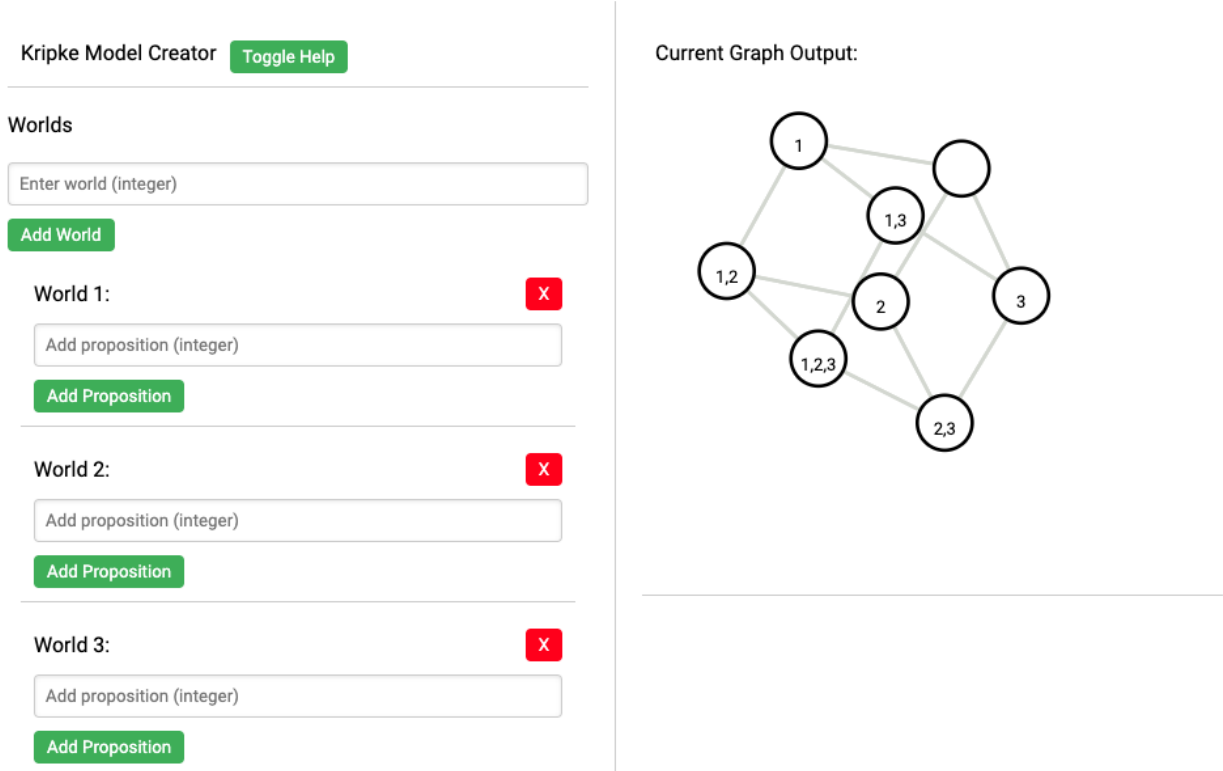 Kripke Model Creator
Toggle Help
Worlds
Enter world (integer)
Add World
World 1:
X
Add proposition (integer)
Add Proposition
World 2:
X
Add proposition (integer)
Add Proposition
World 3:
X
Add proposition (integer)
Add Proposition
Current Graph Output:
1
1,3
1,2
2
3
1,2,3
2,3